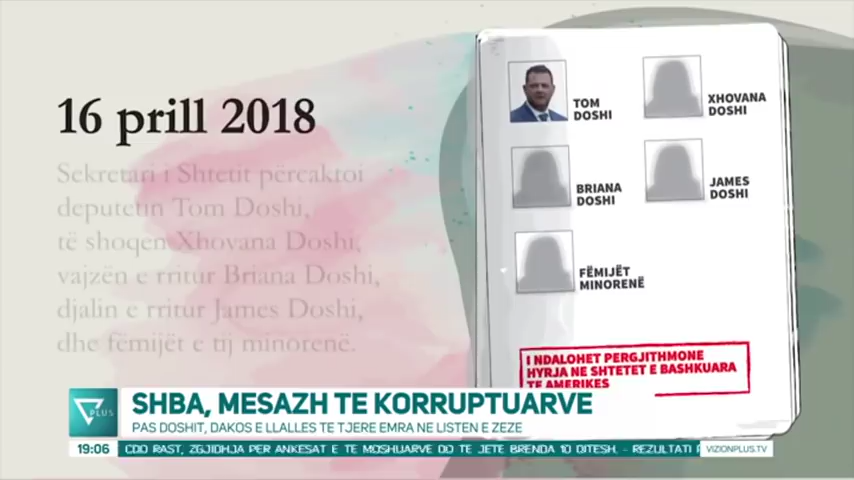 16 prill 2018
Sekretari i Shtetit përcaktoi
deputetin Tom Doshi,
të shoqen Xhovana Doshi,
vajzën e rritur Briana Doshi,
djalin e rritur James Doshi,
dhe fëmijët e tij minorenë.
TOM
DOSHI
XHOVANA
DOSHI
BRIANA
DOSHI
JAMES
DOSHI
FËMIJËT
MINORENË
I NDALOHET PERGJITHMONE
HYRJA NE SHTETET E BASHKUARA
TE AMERIKES
PLUS
SHBA, MESAZH TE KORRUPTUARVE
PAS DOSHIT, DAKOS E LLALLES TE TJERE EMRA NE LISTEN E ZEZE
19:06
CDO RAST, ZGJIDHJA PER ANKESAT E TE MOSHUARVE DO TE JETE BRENDA 10 DITESH. - REZULTATI
VIZIONPLUS.TV